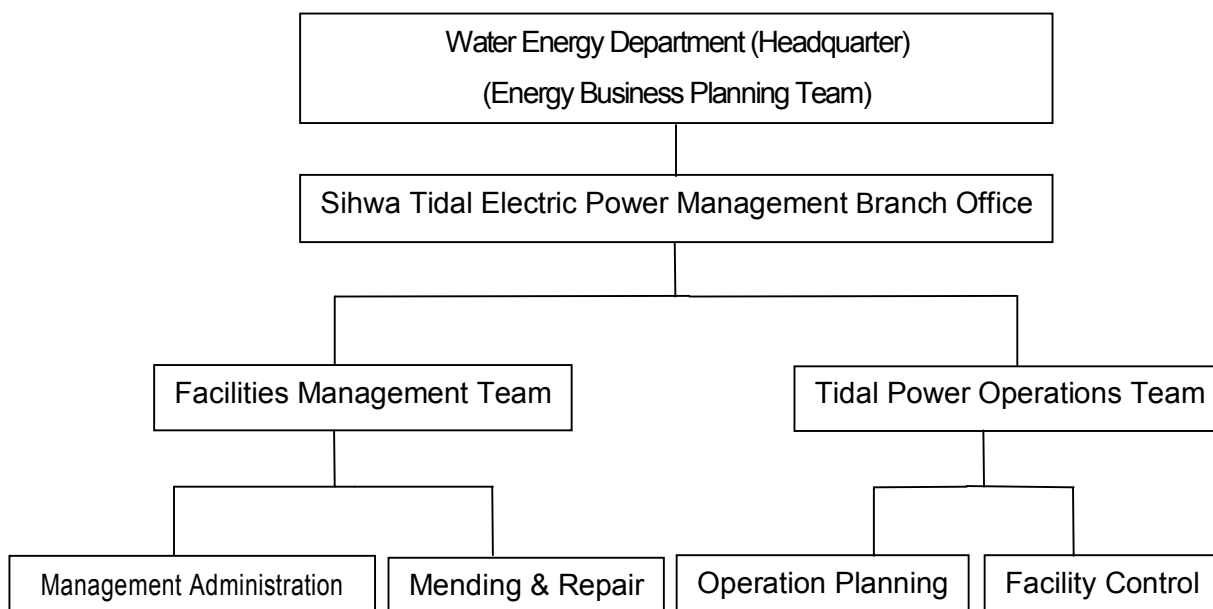 Water Energy Department (Headquarter)
(Energy Business Planning Team)
Sihwa Tidal Electric Power Management Branch Office
Facilities Management Team
Tidal Power Operations Team
Management Administration
Mending & Repair
Operation Planning
Facility Control